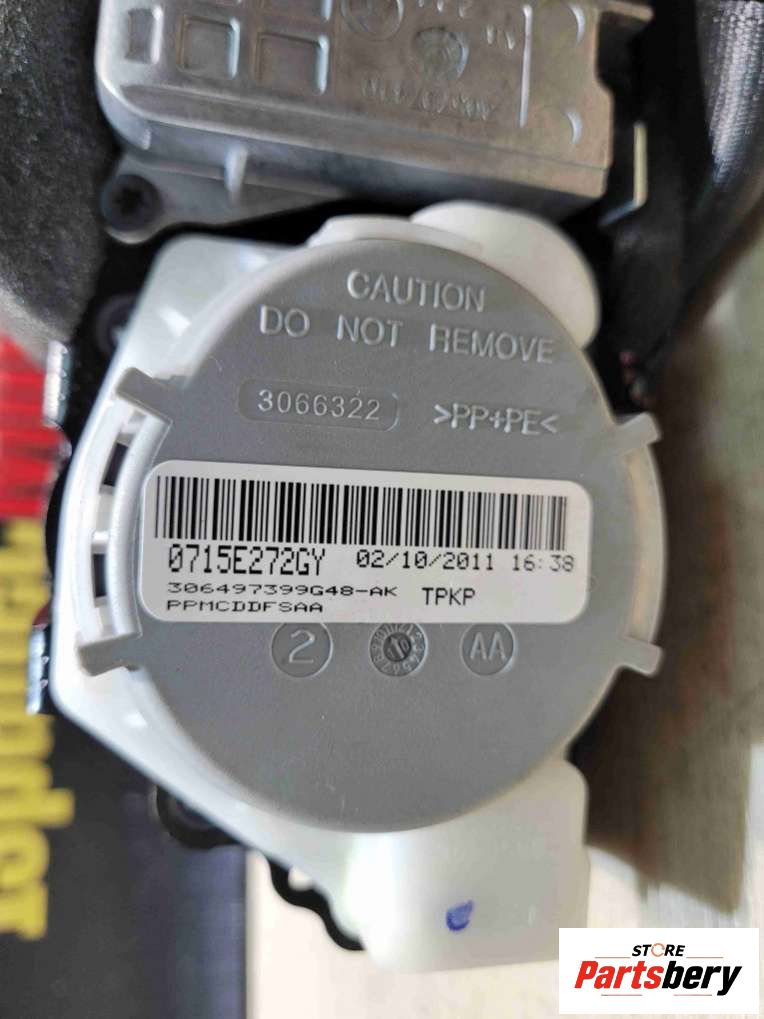 CAUTION
DO NOT REMOVE
3066322
>PP+PE<
0715E272GY 02/10/2011 16:38
306497399G48-AK TPKP
PPMCDDFSAA
2
AA
STORE
Partsbery